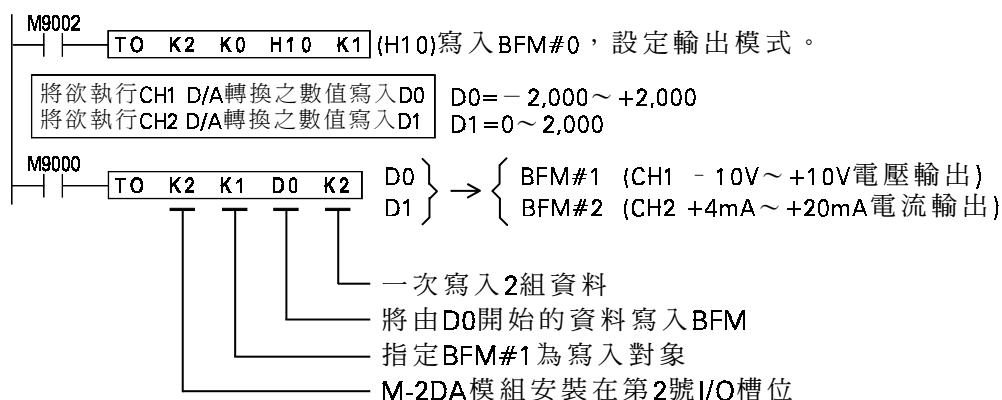 M9002
TO K2 K0 H10 K1 (H10)寫入BFM#0,設定輸出模式。
將欲執行CH1 D/A轉換之數值寫入D0 D0=－2,000～+2,000
將欲執行CH2 D/A轉換之數值寫入D1 D1=0～2,000
M9000
TO K2 K1 D0 K2
D0 → BFM#1 (CH1 －10V～+10V電壓輸出)
D1 BFM#2 (CH2 +4mA～+20mA電流輸出)
一次寫入2組資料
將由D0開始的資料寫入BFM
指定BFM#1為寫入對象
M-2DA模組安裝在第2號I/O槽位